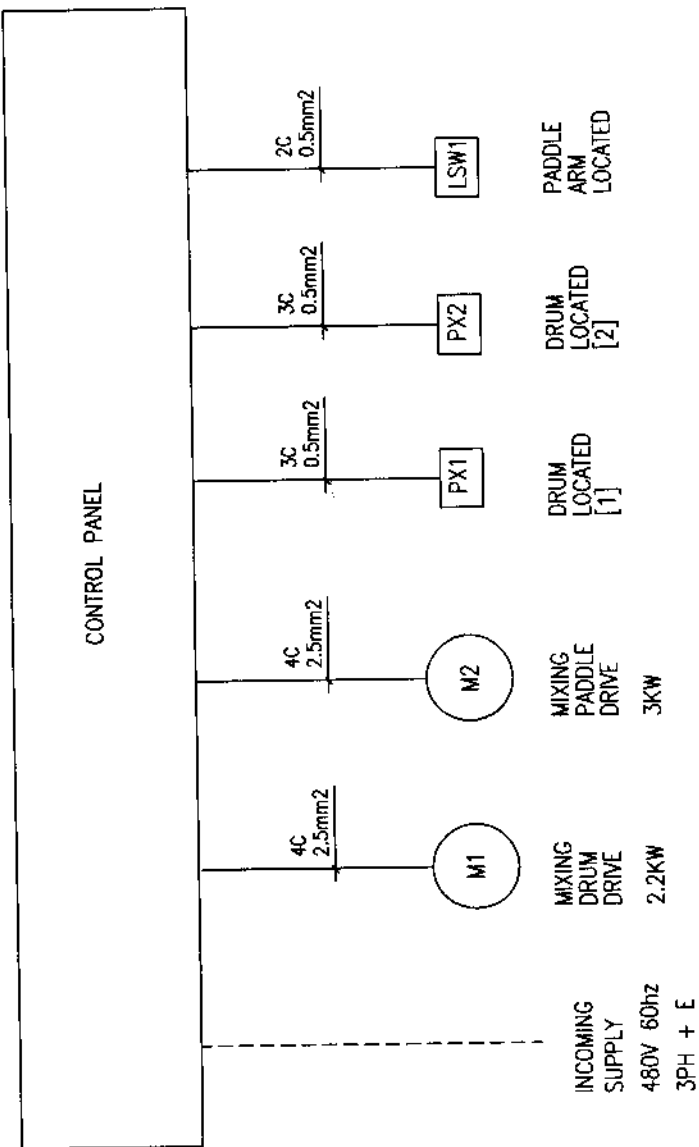 CONTROL PANEL
4C
2.5mm2
4C
2.5mm2
3C
0.5mm2
3C
0.5mm2
2C
0.5mm2
M1
M2
PX1
PX2
LSW1
INCOMING
SUPPLY
480V 60hz
3PH + E
MIXING
DRUM
DRIVE
2.2KW
MIXING
PADDLE
DRIVE
3KW
DRUM
LOCATED
[1]
DRUM
LOCATED
[2]
PADDLE
ARM
LOCATED